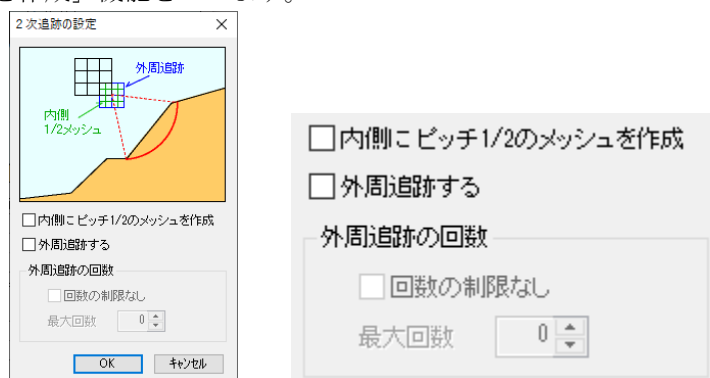 2次追跡の設定
外周追跡
内側
1/2メッシュ
内側にピッチ1/2のメッシュを作成
外周追跡する
外周追跡の回数
回数の制限なし
最大回数 0
OK キャンセル
内側にピッチ1/2のメッシュを作成
外周追跡する
外周追跡の回数
回数の制限なし
最大回数 0